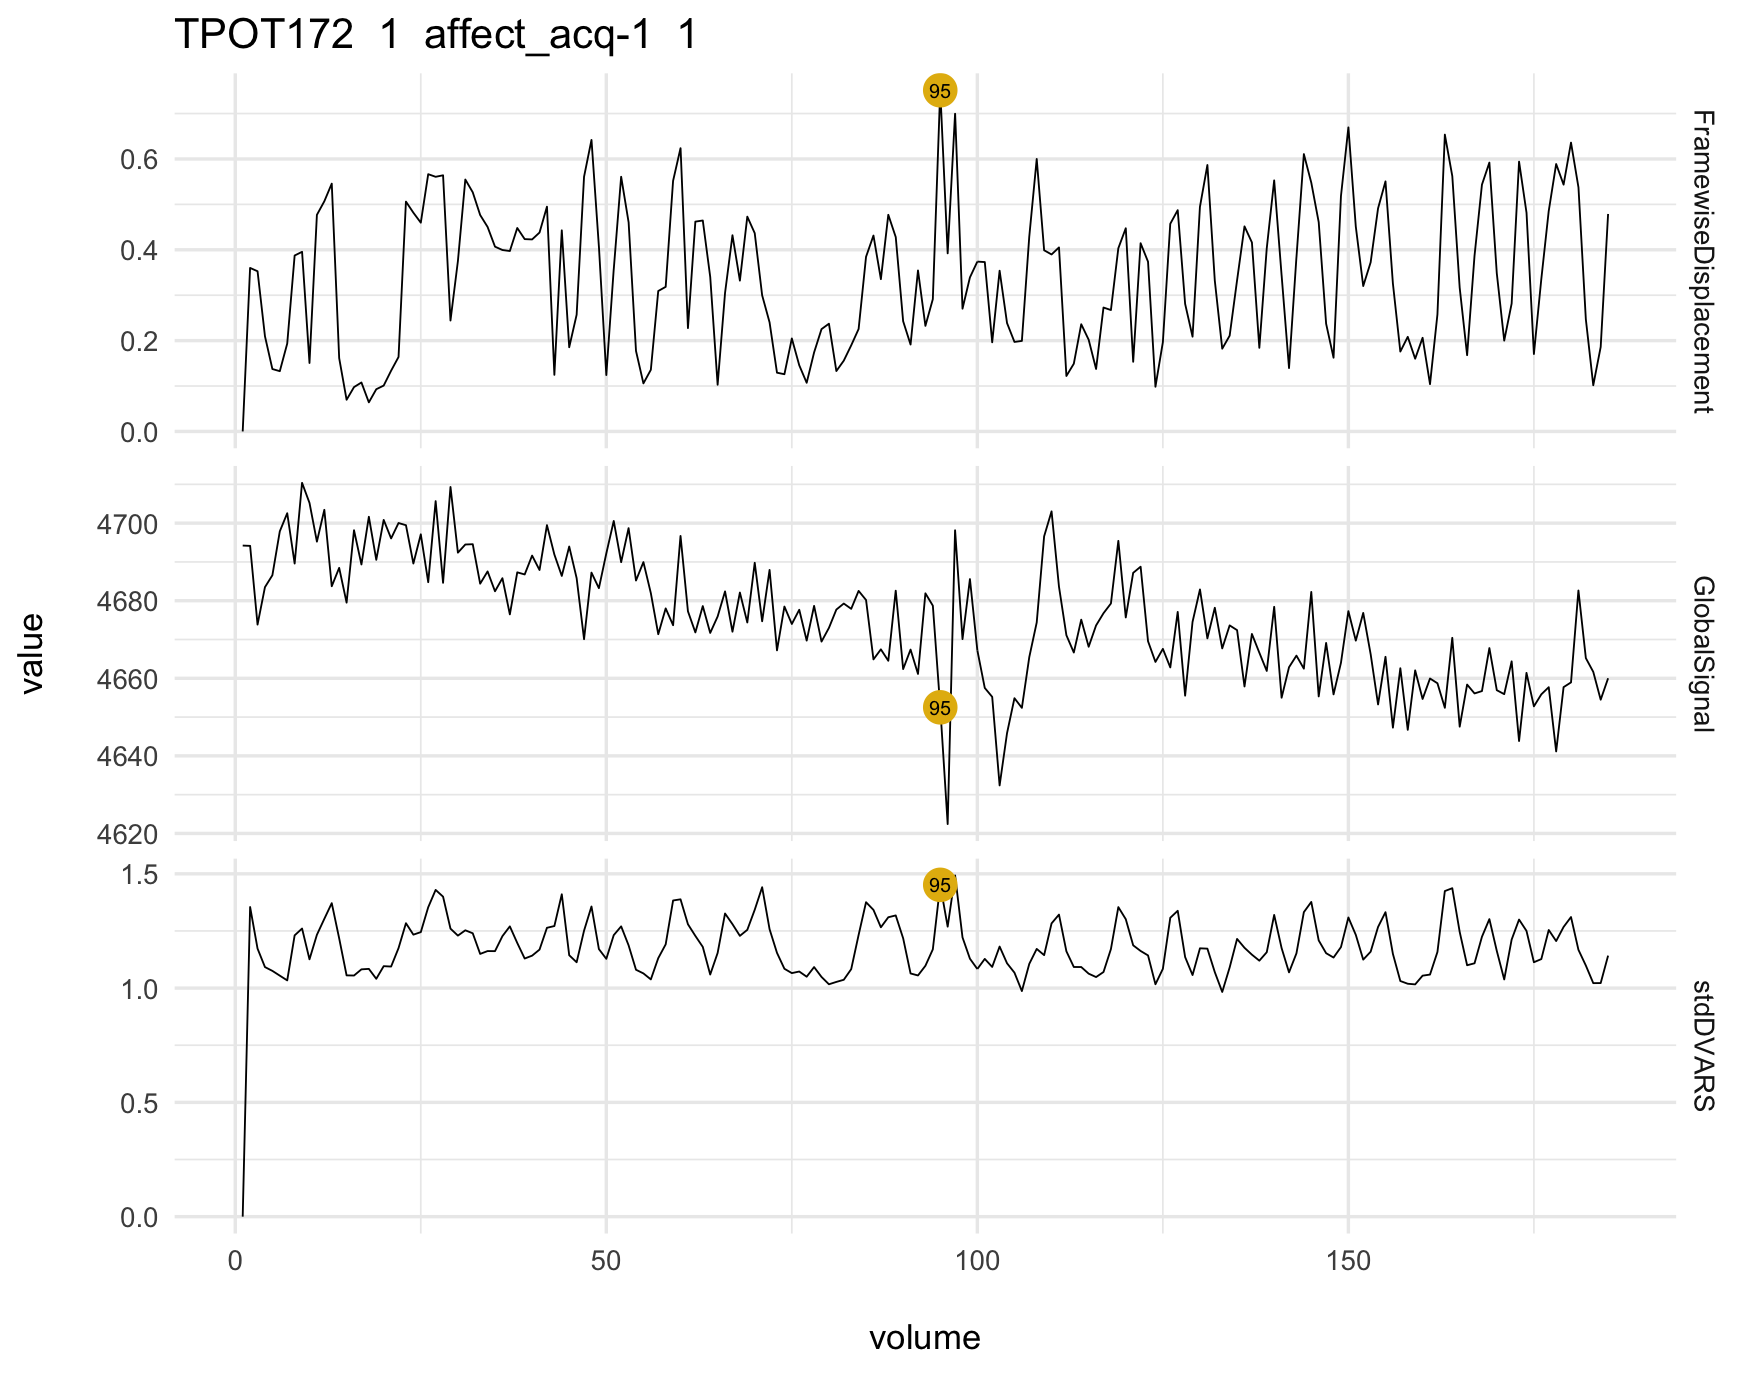 TPOT172 1 affect_acq-1 1
value
0.6
0.4
0.2
0.0
95
FramewiseDisplacement
4700
4680
4660
4640
4620
95
GlobalSignal
1.5
1.0
0.5
0.0
95
stdDVARS
0 50 100 150
volume